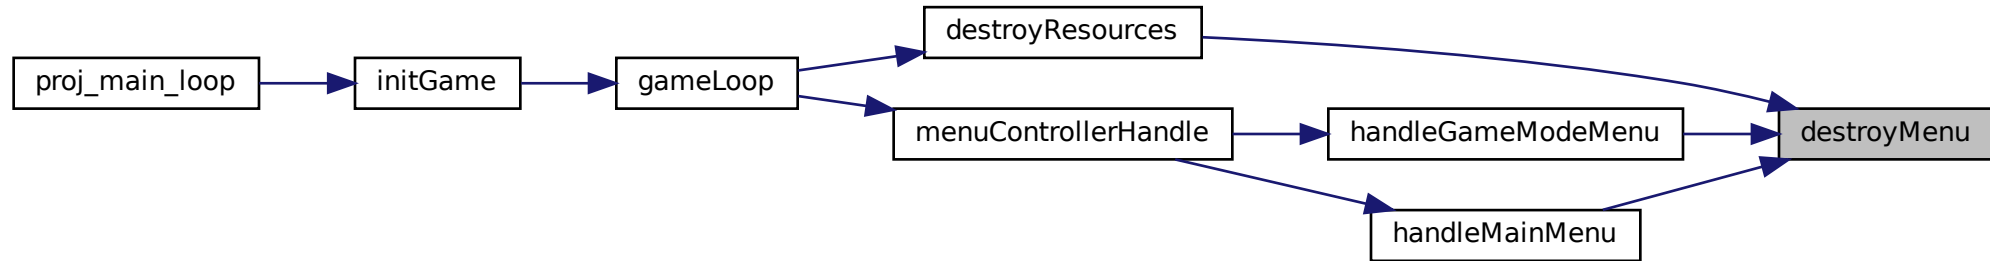 proj_main_loop
initGame
gameLoop
destroyResources
menuControllerHandle
handleGameModeMenu
handleMainMenu
destroyMenu